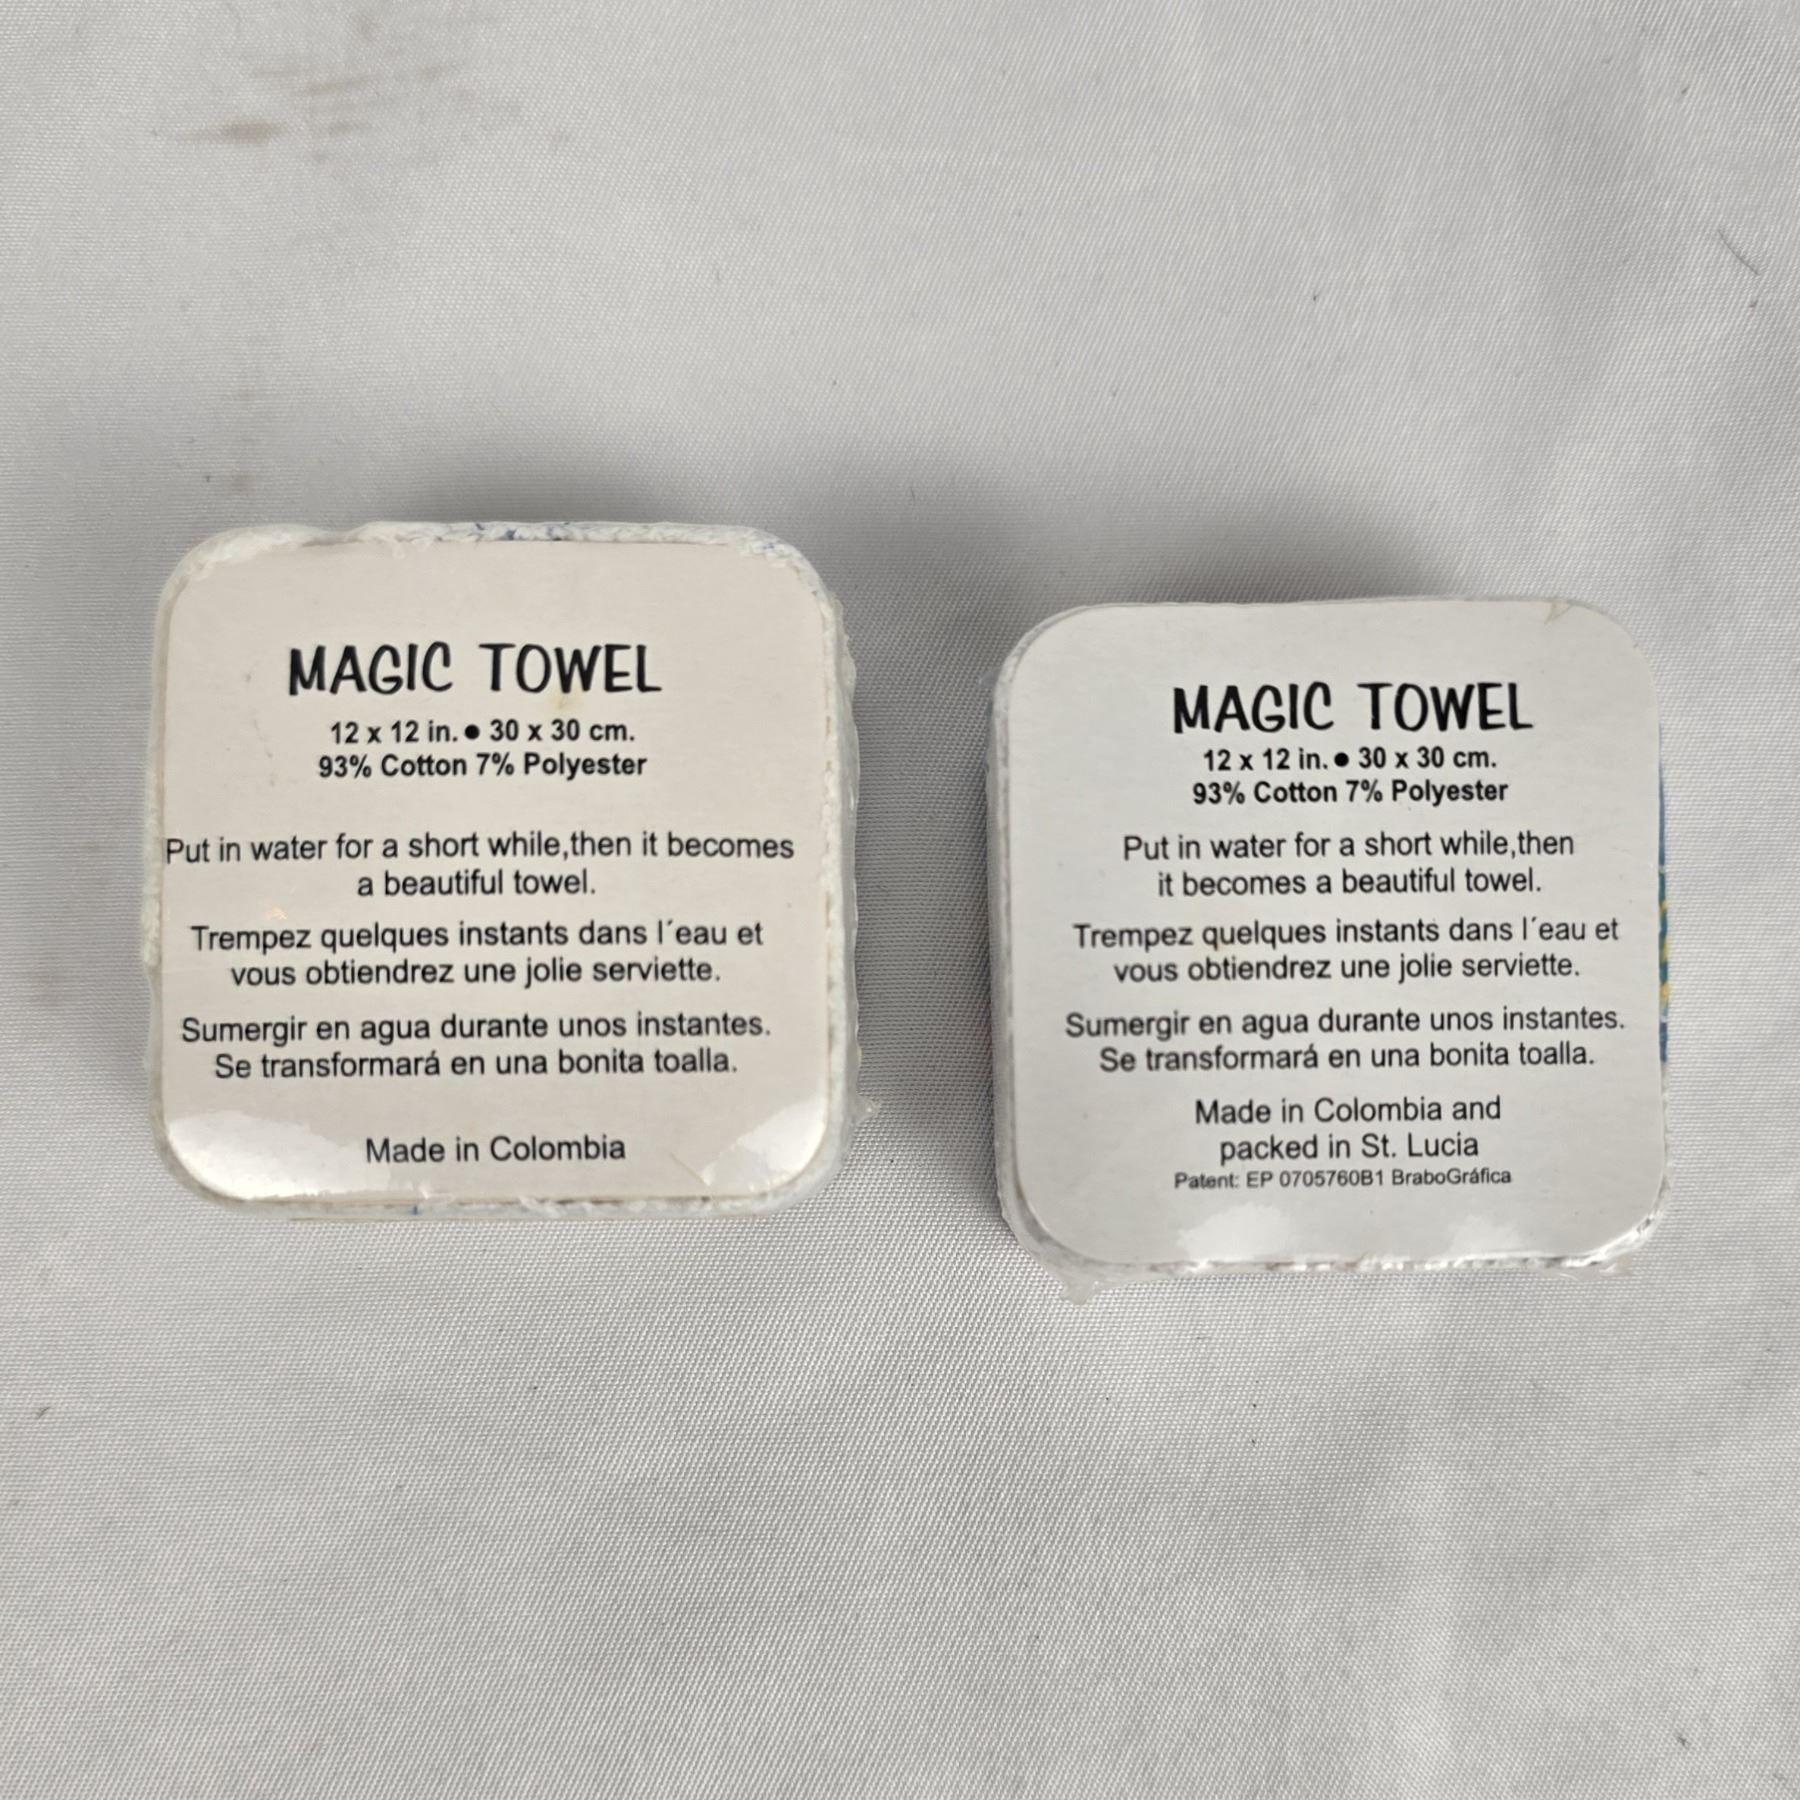 MAGIC TOWEL
12 x 12 in. ● 30 x 30 cm.
93% Cotton 7% Polyester
Put in water for a short while,then it becomes
a beautiful towel.
Trempez quelques instants dans l´eau et
vous obtiendrez une jolie serviette.
Sumergir en agua durante unos instantes.
Se transformará en una bonita toalla.
Made in Colombia
MAGIC TOWEL
12 x 12 in. ● 30 x 30 cm.
93% Cotton 7% Polyester
Put in water for a short while,then
it becomes a beautiful towel.
Trempez quelques instants dans l´eau et
vous obtiendrez une jolie serviette.
Sumergir en agua durante unos instantes.
Se transformará en una bonita toalla.
Made in Colombia and
packed in St. Lucia
Patent: EP 0705760B1 BraboGráfica